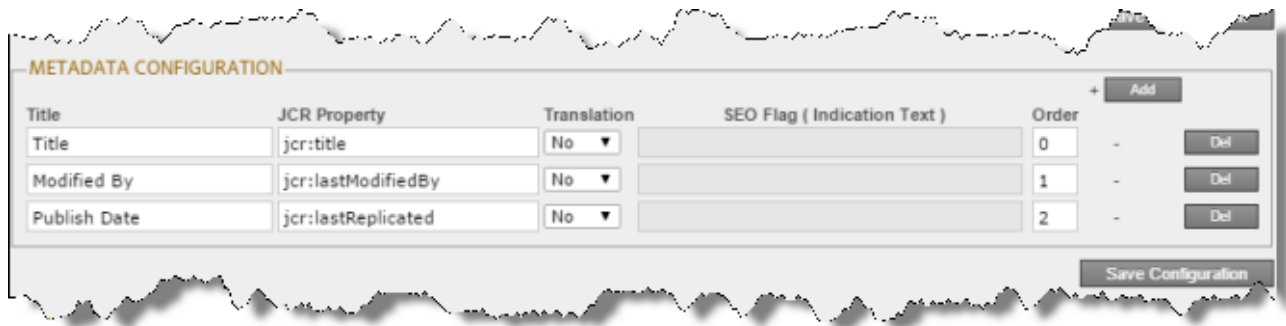 METADATA CONFIGURATION
+ Add
Title JCR Property Translation SEO Flag ( Indication Text ) Order
Title jcr:title No 0 - Del
Modified By jcr:lastModifiedBy No 1 - Del
Publish Date jcr:lastReplicated No 2 - Del
Save Configuration